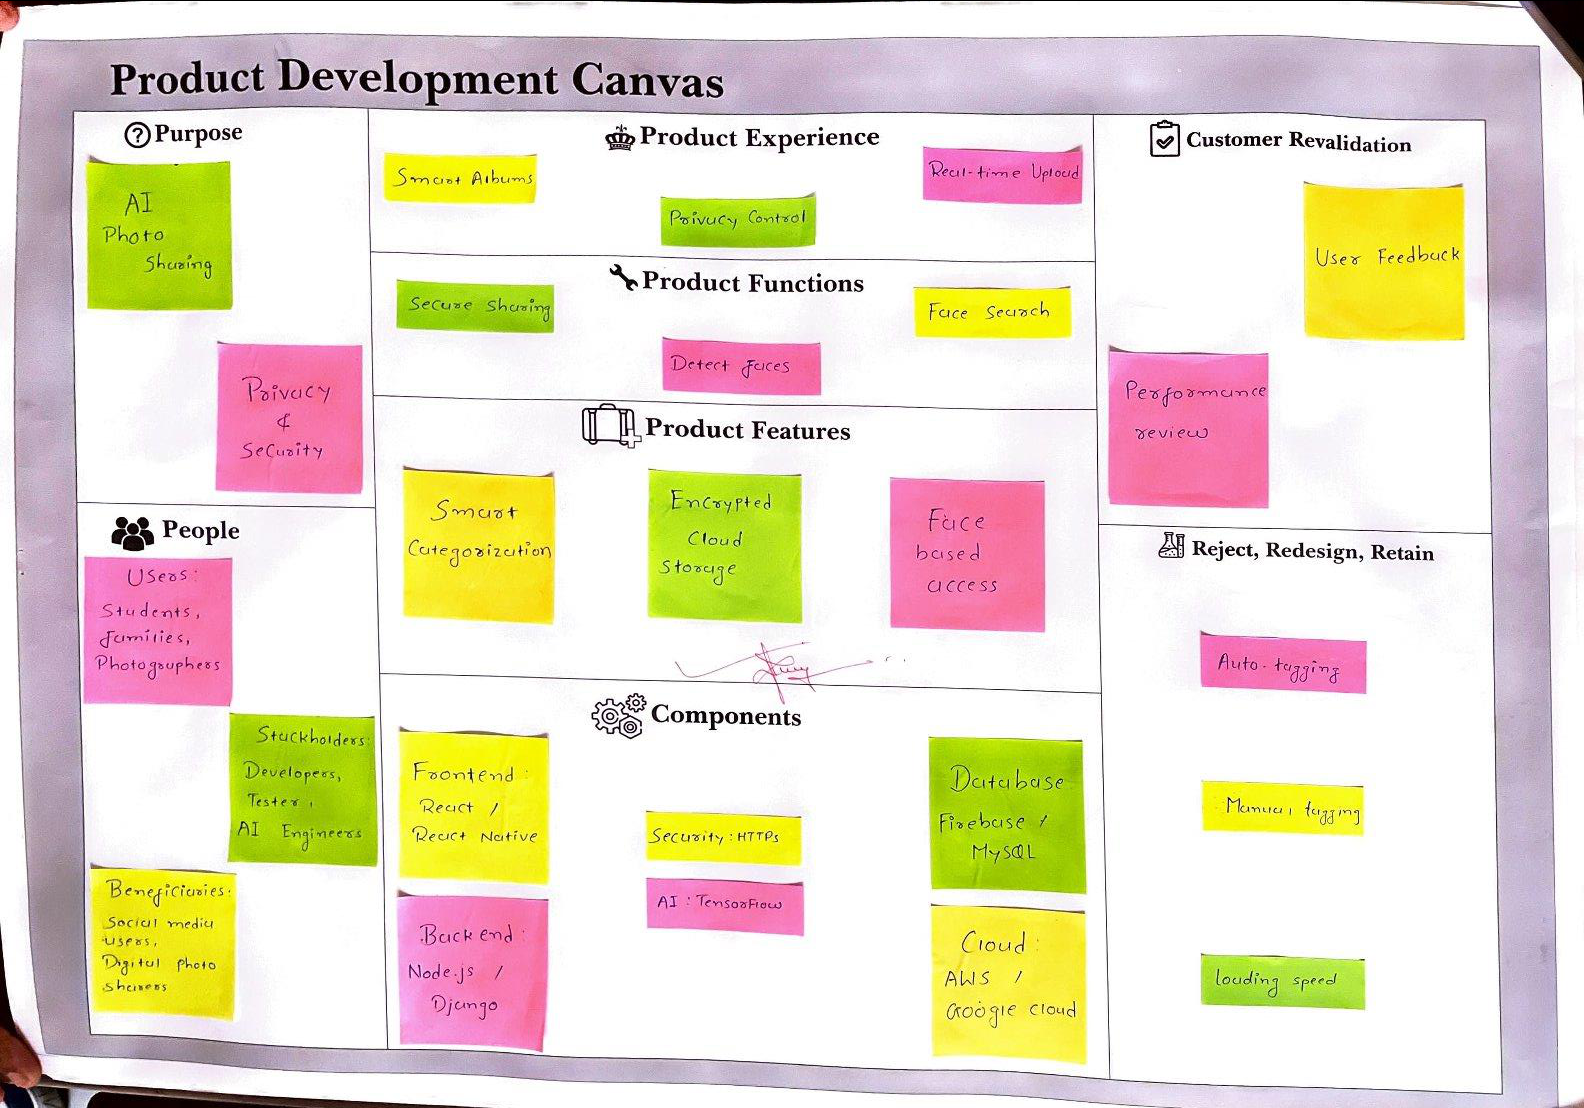 Product Development Canvas
Purpose
AI
Photo
Sharing
Privacy
&
Security
People
Users:
Students,
Families,
Photographers
Stackholders:
Developers,
Tester,
AI Engineers
Beneficiaries:
Social media
users,
Digital photo
sharers
Product Experience
Smart Albums
Privacy Control
Real-time Upload
Product Functions
Secure Sharing
Detect faces
Face Search
Product Features
Smart
Categorization
Encrypted
Cloud
Storage
Face
based
access
Components
Frontend:
React /
React Native
Backend:
Node.js /
Django
Security: HTTPs
AI: TensorFlow
Database
Firebase /
MySQL
Cloud:
AWS /
Google cloud
Customer Revalidation
User Feedback
Performance
review
Reject, Redesign, Retain
Auto-tagging
Manual tagging
loading speed